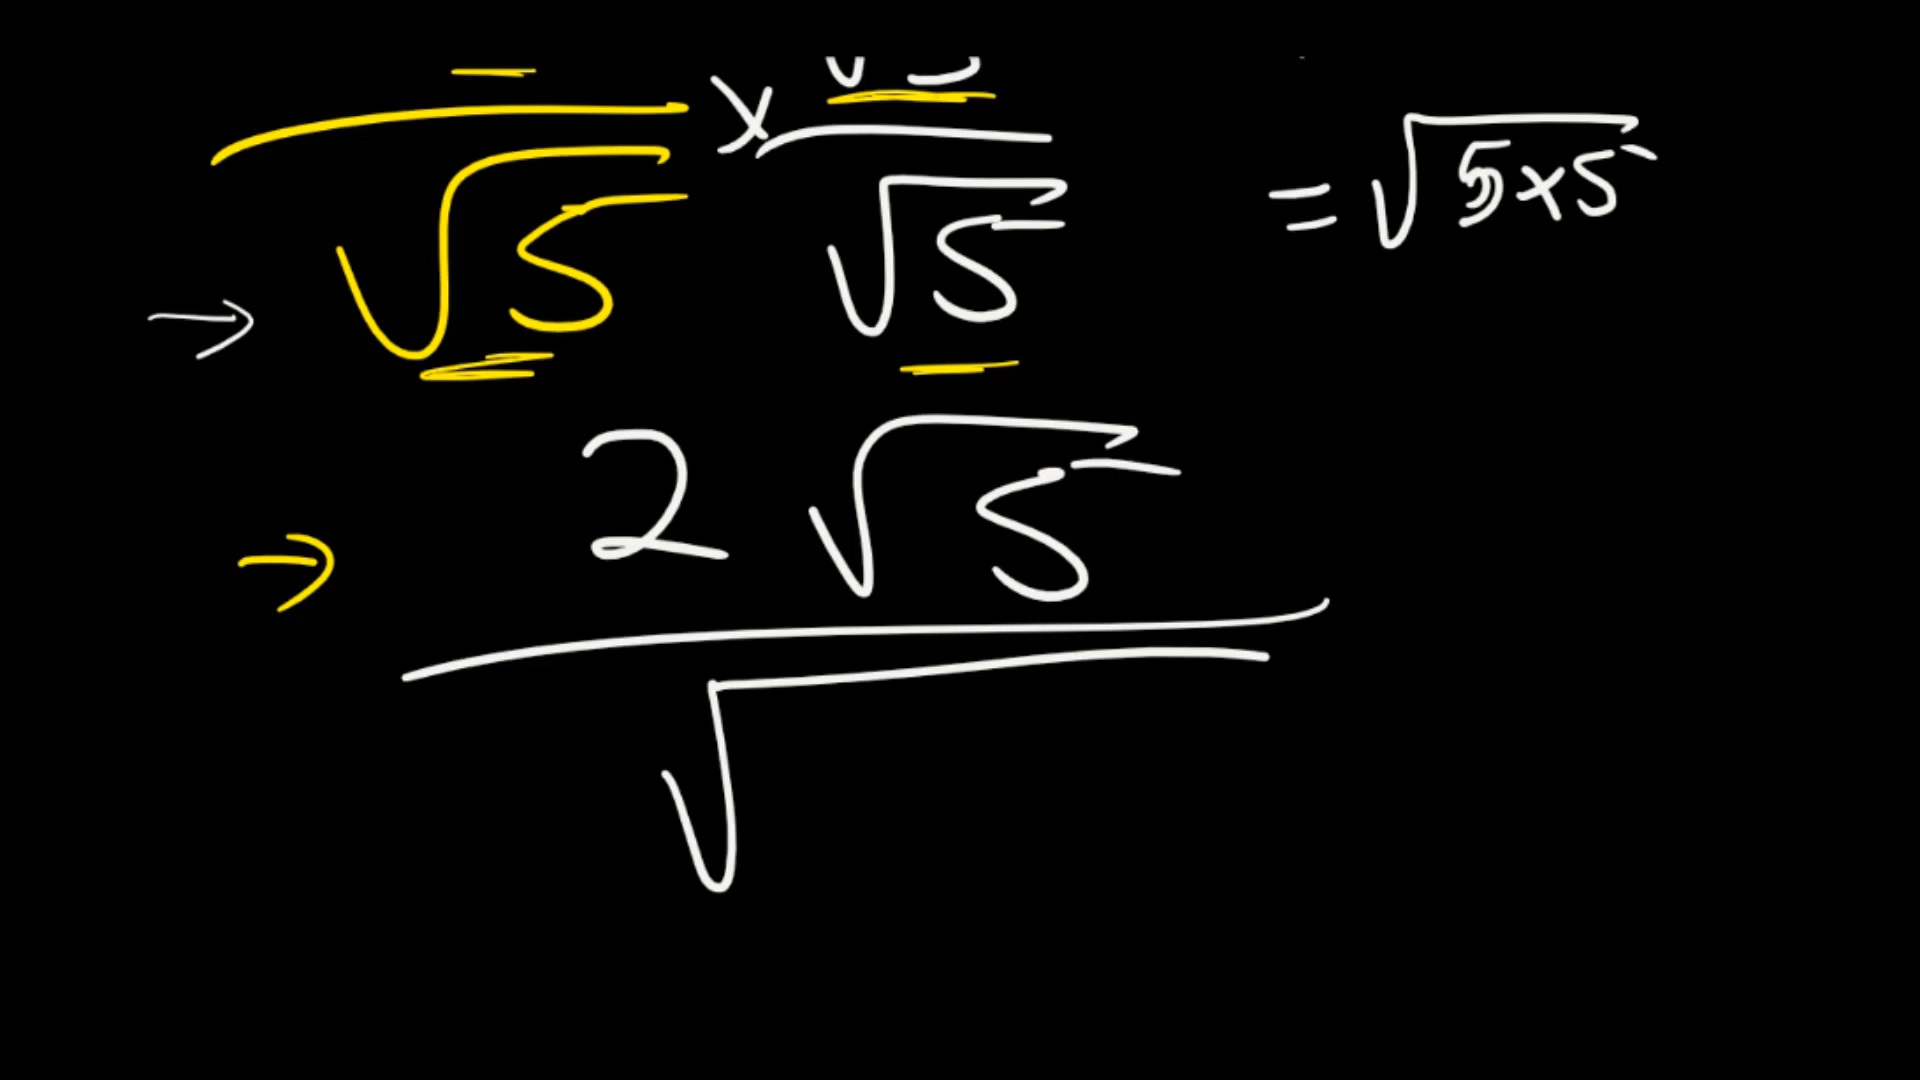 √5 × √5 = √5×5
→
→ 2√5
√